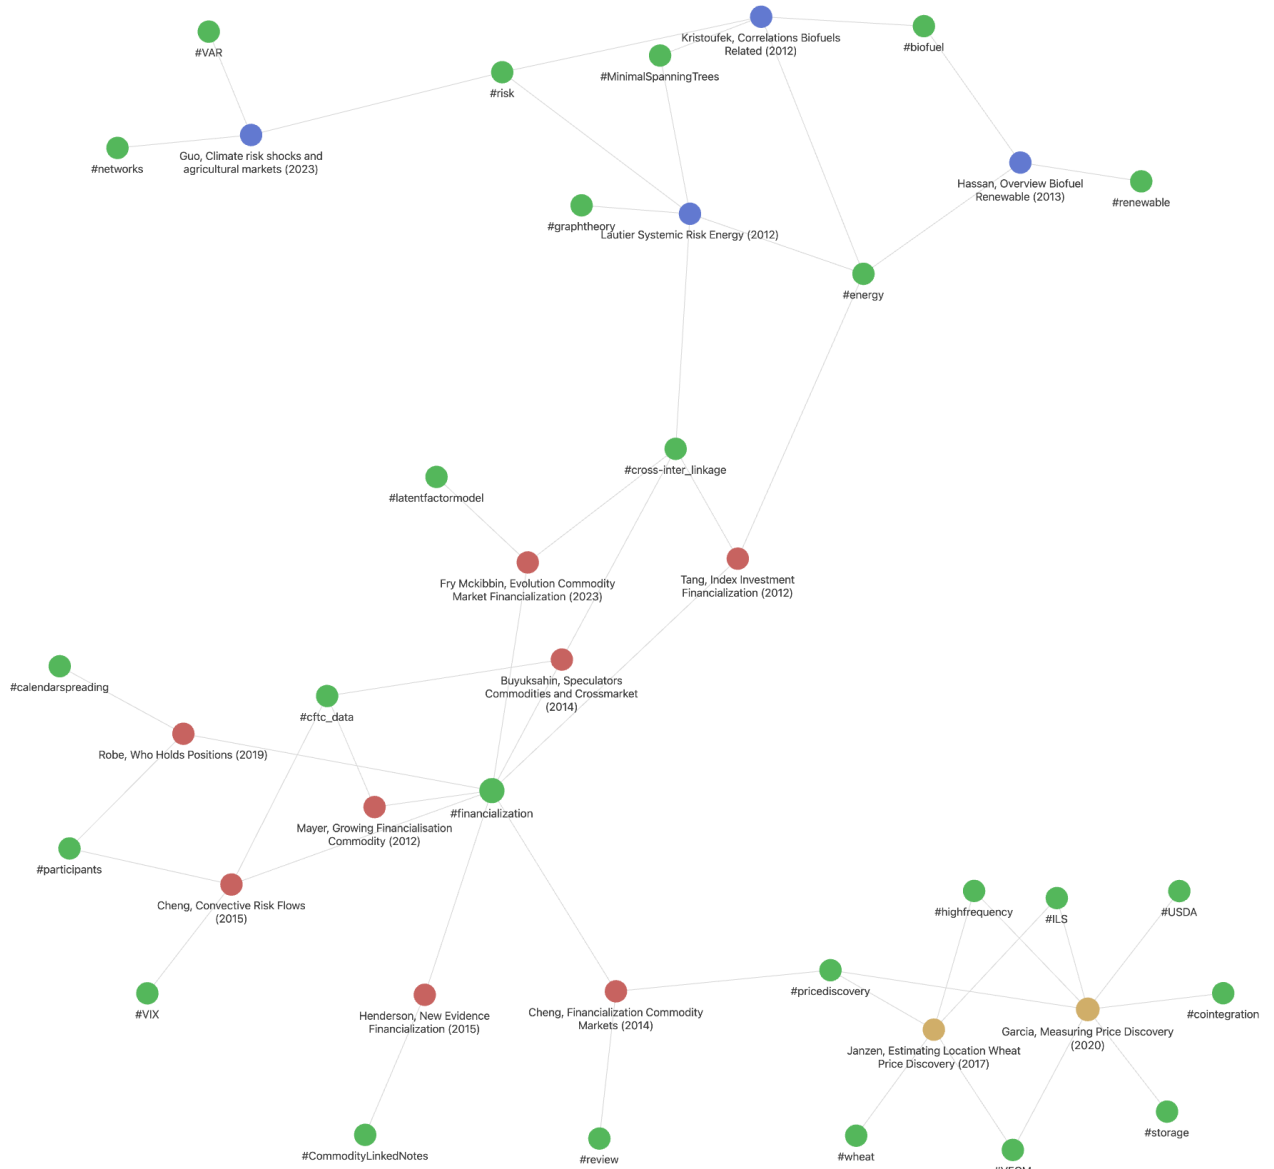 #VAR
Kristoufek, Correlations Biofuels
Related (2012)
#biofuel
#MinimalSpanningTrees
#risk
Guo, Climate risk shocks and
agricultural markets (2023)
#networks
Hassan, Overview Biofuel
Renewable (2013)
#renewable
#graphtheory
Lautier Systemic Risk Energy (2012)
#energy
#cross-inter_linkage
#latentfactormodel
Fry Mckibbin, Evolution Commodity
Market Financialization (2023)
Tang, Index Investment
Financialization (2012)
Buyuksahin, Speculators
Commodities and Crossmarket
(2014)
#calendarspreading
#cftc_data
Robe, Who Holds Positions (2019)
#financialization
Mayer, Growing Financialisation
Commodity (2012)
#participants
Cheng, Convective Risk Flows
(2015)
#highfrequency
#ILS
#USDA
#pricediscovery
#VIX
Henderson, New Evidence
Financialization (2015)
Cheng, Financialization Commodity
Markets (2014)
#cointegration
Garcia, Measuring Price Discovery
(2020)
Janzen, Estimating Location Wheat
Price Discovery (2017)
#storage
#CommodityLinkedNotes
#review
#wheat